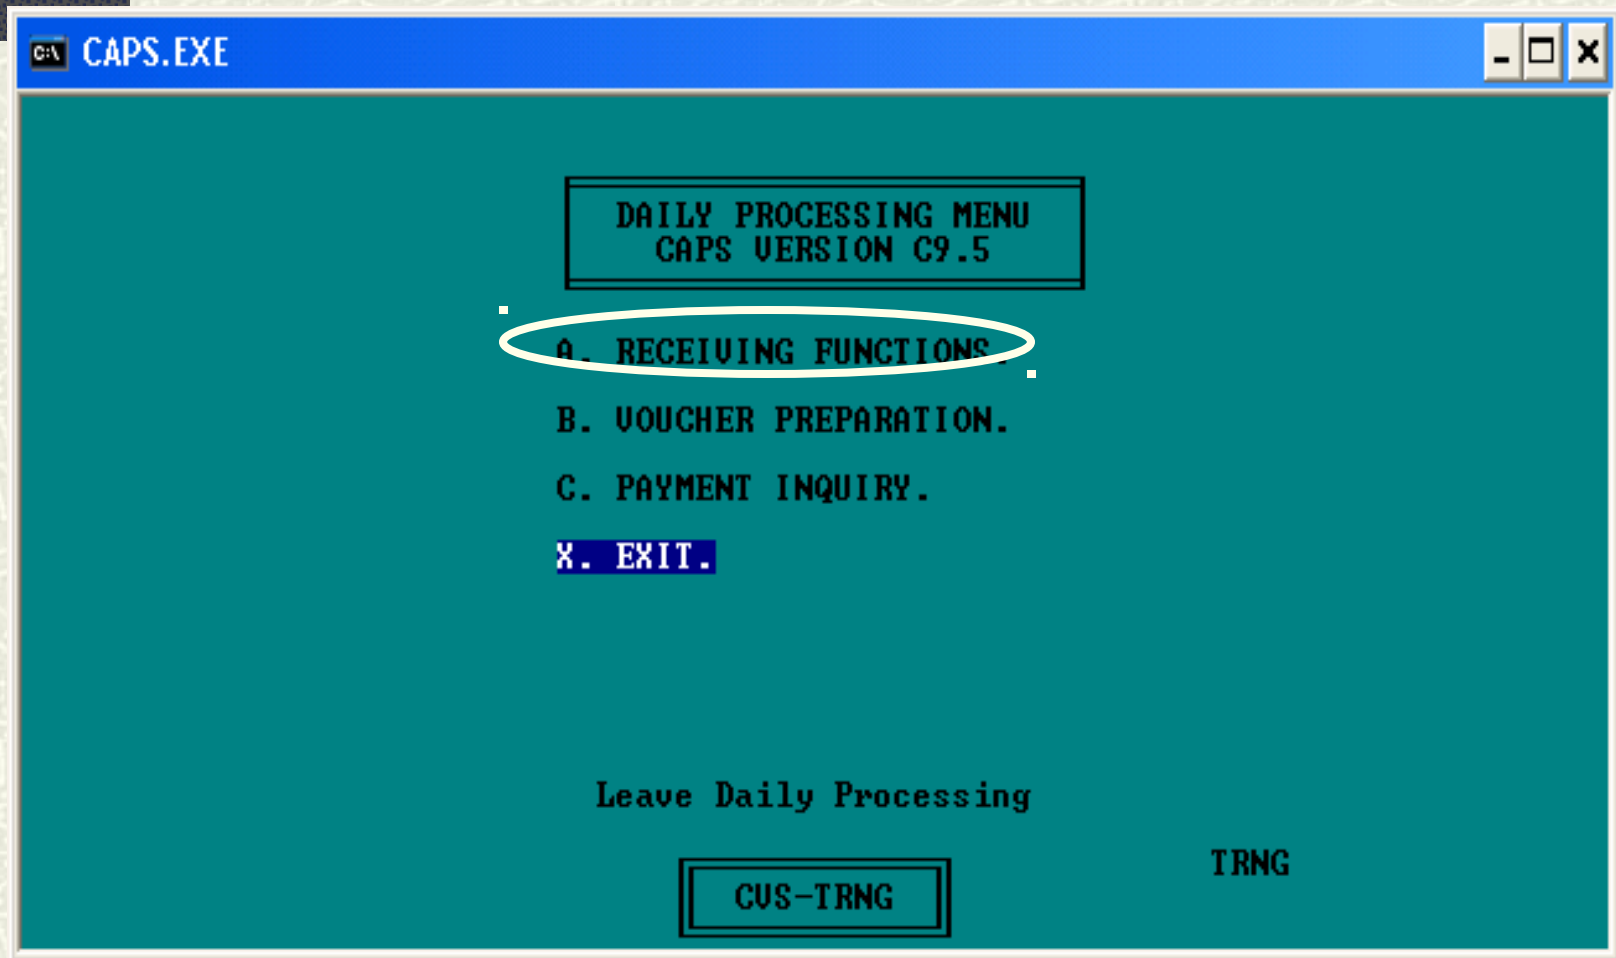 C:\ CAPS.EXE
DAILY PROCESSING MENU
CAPS VERSION C9.5
A. RECEIVING FUNCTIONS.
B. VOUCHER PREPARATION.
C. PAYMENT INQUIRY.
X. EXIT.
Leave Daily Processing
TRNG
CVS-TRNG